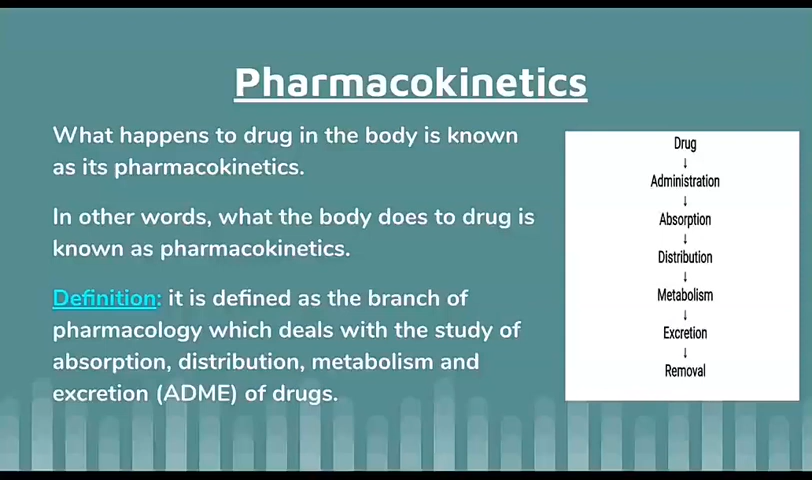 Pharmacokinetics
What happens to drug in the body is known
as its pharmacokinetics.
In other words, what the body does to drug is
known as pharmacokinetics.
Definition: it is defined as the branch of
pharmacology which deals with the study of
absorption, distribution, metabolism and
excretion (ADME) of drugs.
Drug
↓
Administration
↓
Absorption
↓
Distribution
↓
Metabolism
↓
Excretion
↓
Removal